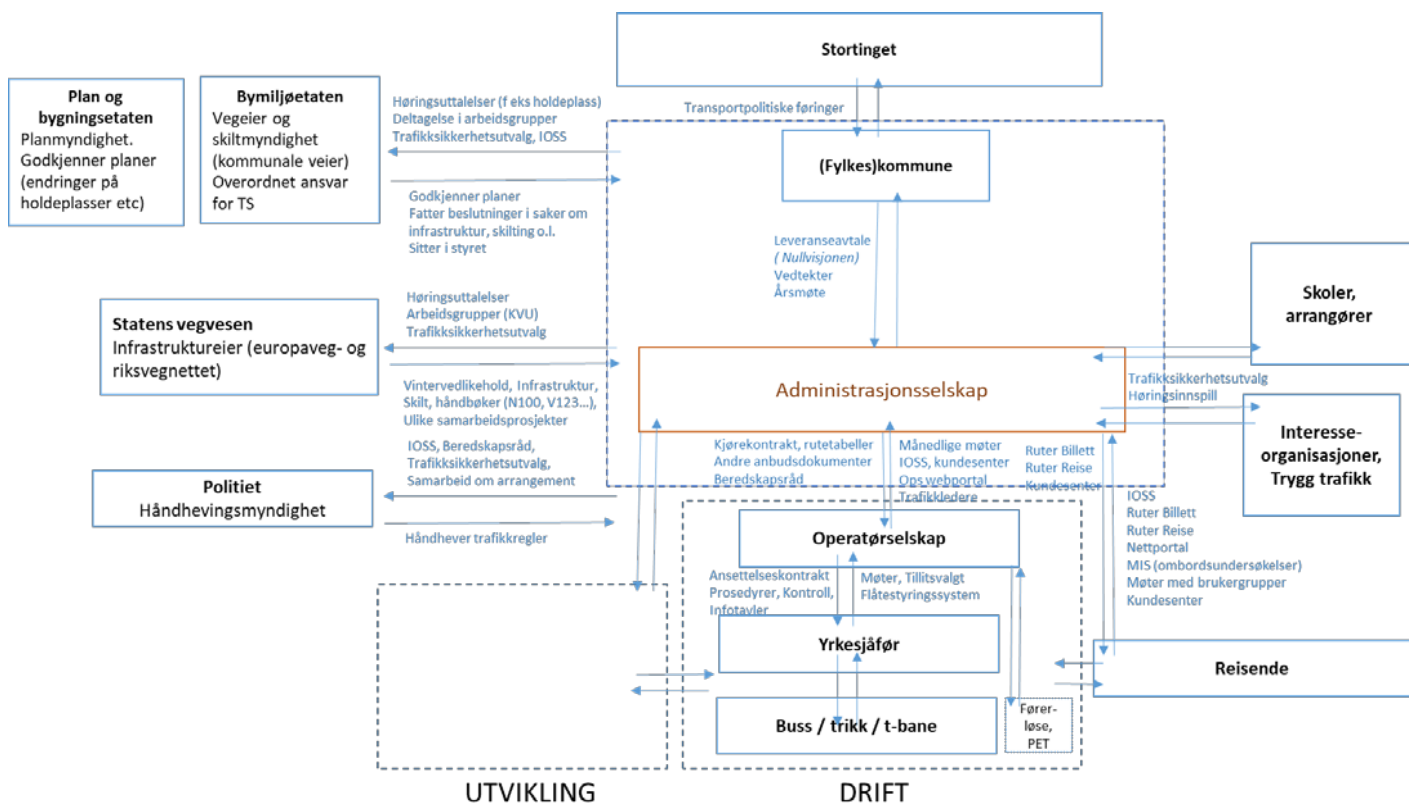 Stortinget
Transportpolitiske føringer
Plan og
bygningsetaten
Planmyndighet.
Godkjenner planer
(endringer på
holdeplasser etc)
Bymiljøetaten
Vegeier og
skiltmyndighet
(kommunale veier)
Overordnet ansvar
for TS
Høringsuttalelser (f eks holdeplass)
Deltagelse i arbeidsgrupper
Trafikksikkerhetsutvalg, IOSS
Godkjenner planer
Fatter beslutninger i saker om
infrastruktur, skilting o.l.
Sitter i styret
(Fylkes)kommune
Leveranseavtale
( Nullvisjonen)
Vedtekter
Årsmøte
Skoler,
arrangører
Statens vegvesen
Infrastruktureier (europaveg- og
riksvegnettet)
Høringsuttalelser
Arbeidsgrupper (KVU)
Trafikksikkerhetsutvalg
Vintervedlikehold, Infrastruktur,
Skilt, håndbøker (N100, V123...),
Ulike samarbeidsprosjekter
Administrasjonsselskap
Trafikksikkerhetsutvalg
Høringsinnspill
Interesse-
organisasjoner,
Trygg trafikk
Politiet
Håndhevingsmyndighet
IOSS, Beredskapsråd,
Trafikksikkerhetsutvalg,
Samarbeid om arrangement
Håndhever trafikkregler
Kjørekontrakt, rutetabeller
Andre anbudsdokumenter
Beredskapsråd
Månedlige møter
IOSS, kundesenter
Ops webportal
Trafikkledere
Ruter Billett
Ruter Reise
Kundesenter
IOSS
Ruter Billett
Ruter Reise
Nettportal
MIS (ombordsundersøkelser)
Møter med brukergrupper
Kundesenter
Operatørselskap
Ansettelseskontrakt
Prosedyrer, Kontroll,
Infotavler
Møter, Tillitsvalgt
Flåtestyringssystem
Yrkesjåfør
Reisende
Buss / trikk / t-bane
Fører-
løse,
PET
UTVIKLING
DRIFT